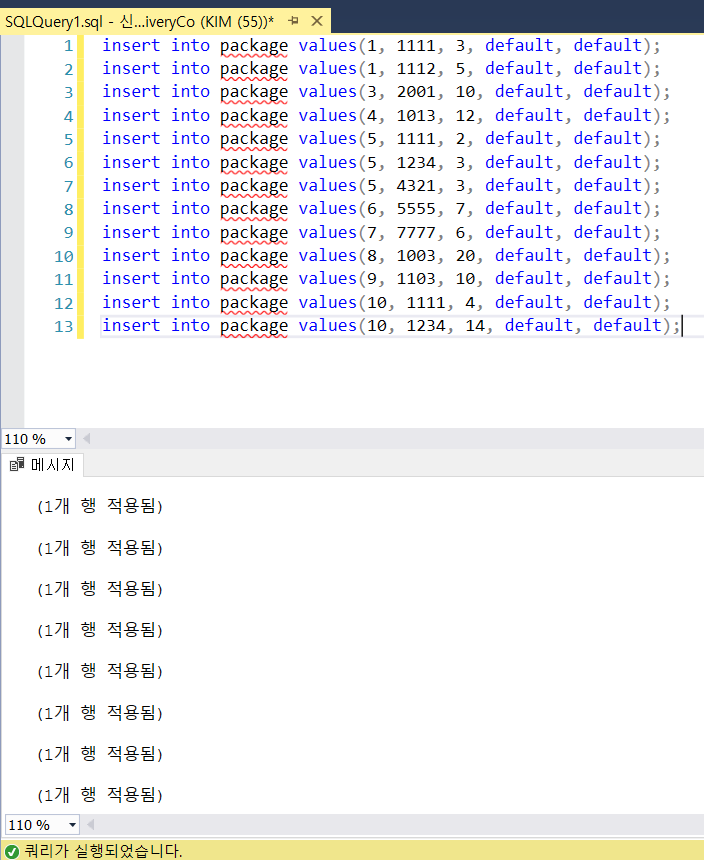 SQLQuery1.sql - 신...iveryCo (KIM (55))*
1 insert into package values(1, 1111, 3, default, default);
2 insert into package values(1, 1112, 5, default, default);
3 insert into package values(3, 2001, 10, default, default);
4 insert into package values(4, 1013, 12, default, default);
5 insert into package values(5, 1111, 2, default, default);
6 insert into package values(5, 1234, 3, default, default);
7 insert into package values(5, 4321, 3, default, default);
8 insert into package values(6, 5555, 7, default, default);
9 insert into package values(7, 7777, 6, default, default);
10 insert into package values(8, 1003, 20, default, default);
11 insert into package values(9, 1103, 10, default, default);
12 insert into package values(10, 1111, 4, default, default);
13 insert into package values(10, 1234, 14, default, default);
110 %
메시지
(1개 행 적용됨)
(1개 행 적용됨)
(1개 행 적용됨)
(1개 행 적용됨)
(1개 행 적용됨)
(1개 행 적용됨)
(1개 행 적용됨)
(1개 행 적용됨)
110 %
쿼리가 실행되었습니다.